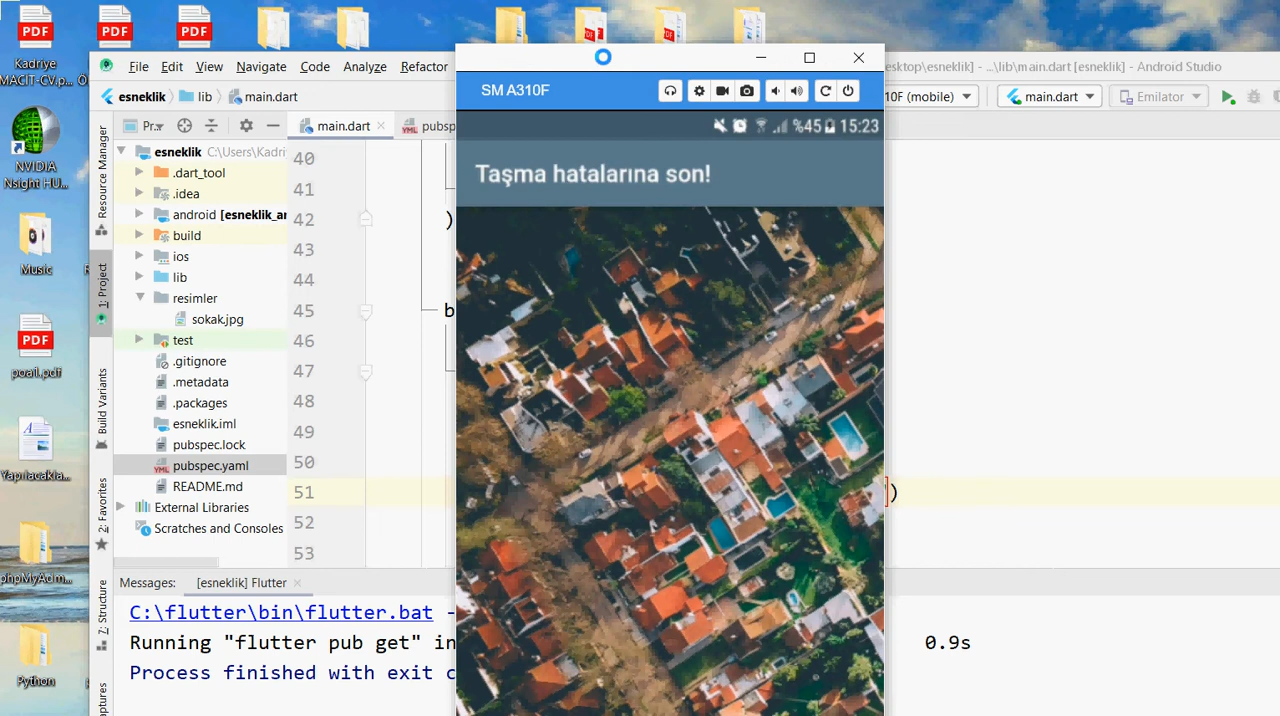 Kadriye
MACİT-CV.p...
NVIDIA
Nsight HU...
Music
poa11.pdf
Yapılacakla...
phpMyAdm...
Python
PDF
PDF
PDF
PDF
File Edit View Navigate Code Analyze Refactor
esktop\esneklik] - ...\lib\main.dart [esneklik] - Android Studio
esneklik lib main.dart
10F (mobile) main.dart Emilator
Pr... main.dart pubsp
Resource Manager
1: Project
Build Variants
2: Favorites
7: Structure
ptures
esneklik C:\Users\Kadri
.dart_tool
.idea
android [esneklik_an
build
ios
lib
resimler
sokak.jpg
test
.gitignore
.metadata
.packages
esneklik.iml
pubspec.lock
pubspec.yaml
README.md
External Libraries
Scratches and Consoles
40
41
42 )
43
44
45 b
46
47
48
49
50
51 )
52
53
SM A310F
%45 15:23
Taşma hatalarına son!
Messages: [esneklik] Flutter
C:\flutter\bin\flutter.bat -
Running "flutter pub get" in 0.9s
Process finished with exit c